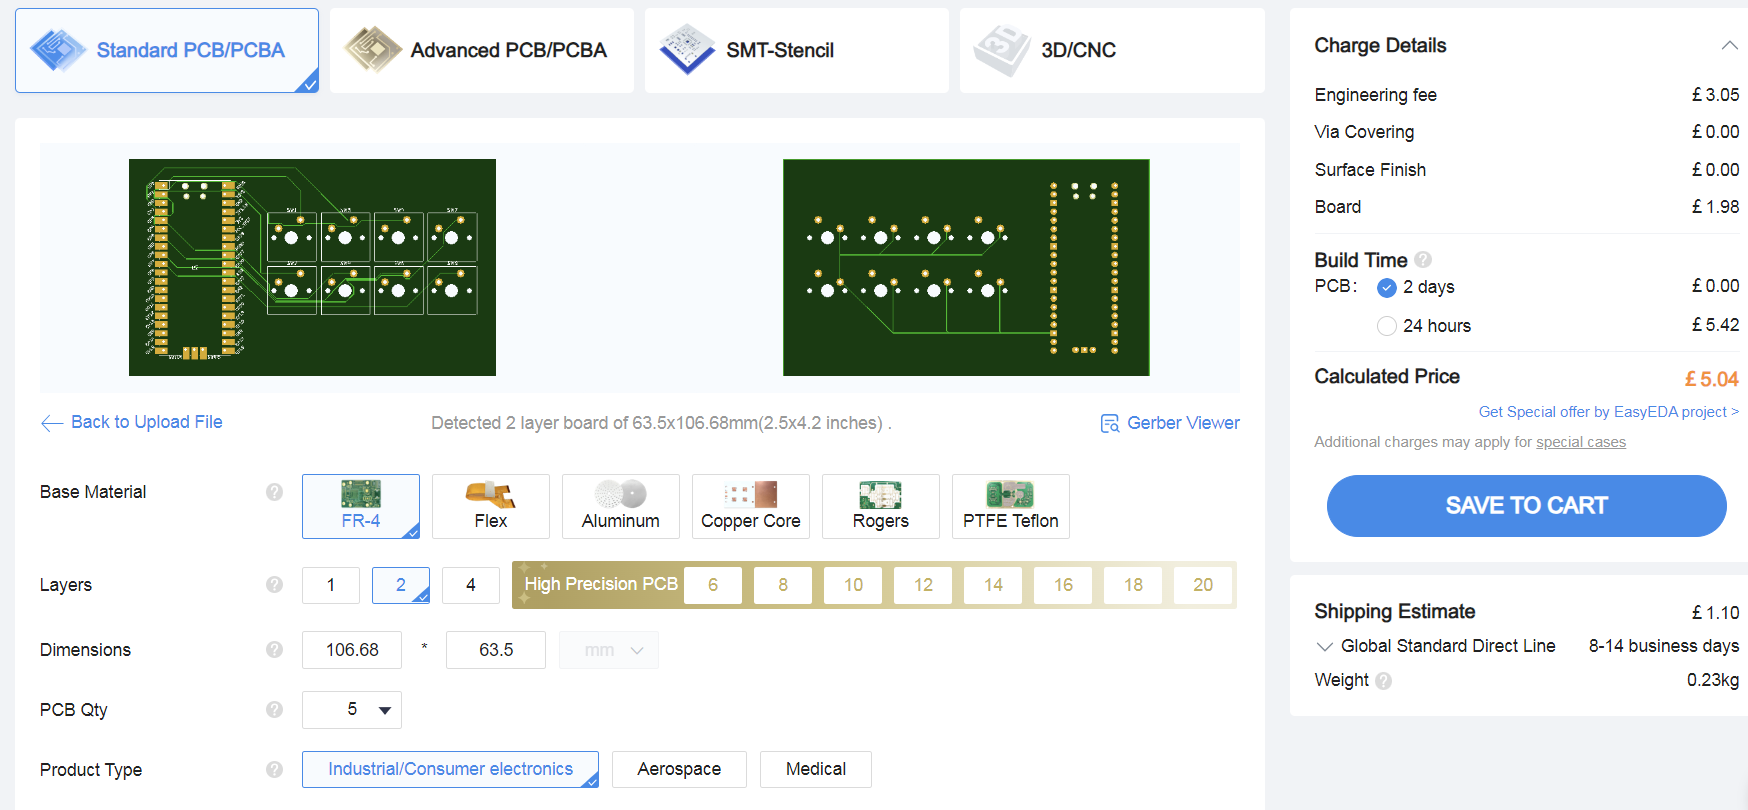 Standard PCB/PCBA
Advanced PCB/PCBA
SMT-Stencil
3D/CNC
Back to Upload File
Detected 2 layer board of 63.5x106.68mm(2.5x4.2 inches) .
Gerber Viewer
Base Material
FR-4
Flex
Aluminum
Copper Core
Rogers
PTFE Teflon
Layers
1
2
4
High Precision PCB
6
8
10
12
14
16
18
20
Dimensions
106.68
*
63.5
mm
PCB Qty
5
Product Type
Industrial/Consumer electronics
Aerospace
Medical
Charge Details
Engineering fee £ 3.05
Via Covering £ 0.00
Surface Finish £ 0.00
Board £ 1.98
Build Time
PCB: 2 days £ 0.00
24 hours £ 5.42
Calculated Price £ 5.04
Get Special offer by EasyEDA project >
Additional charges may apply for special cases
SAVE TO CART
Shipping Estimate £ 1.10
Global Standard Direct Line 8-14 business days
Weight 0.23kg